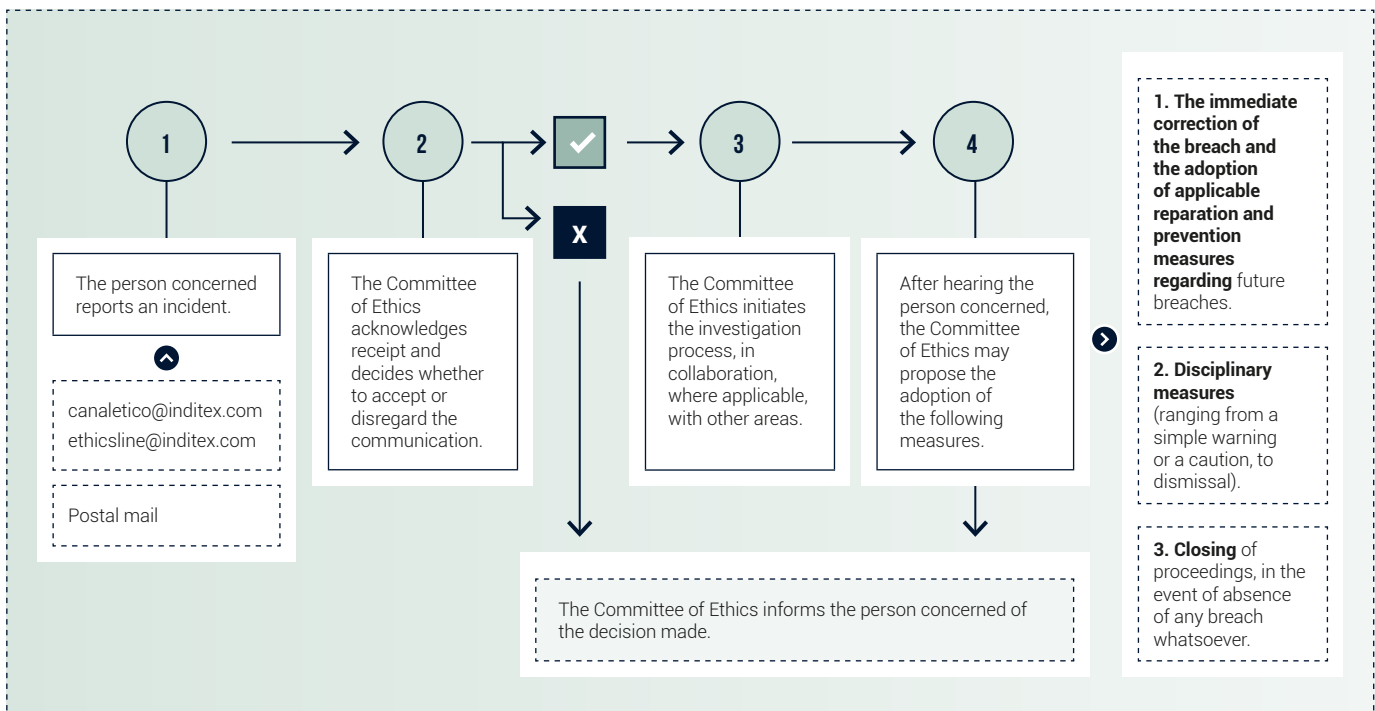 1
2
3
4
X
The person concerned
reports an incident.
canaletico@inditex.com
ethicsline@inditex.com
Postal mail
The Committee
of Ethics
acknowledges
receipt and
decides whether
to accept or
disregard the
communication.
The Committee
of Ethics initiates
the investigation
process, in
collaboration,
where applicable,
with other areas.
After hearing the
person concerned,
the Committee
of Ethics may
propose the
adoption of
the following
measures.
The Committee of Ethics informs the person concerned of
the decision made.
1. The immediate
correction of
the breach and
the adoption
of applicable
reparation and
prevention
measures
regarding future
breaches.
2. Disciplinary
measures
(ranging from a
simple warning
or a caution, to
dismissal).
3. Closing of
proceedings, in the
event of absence
of any breach
whatsoever.